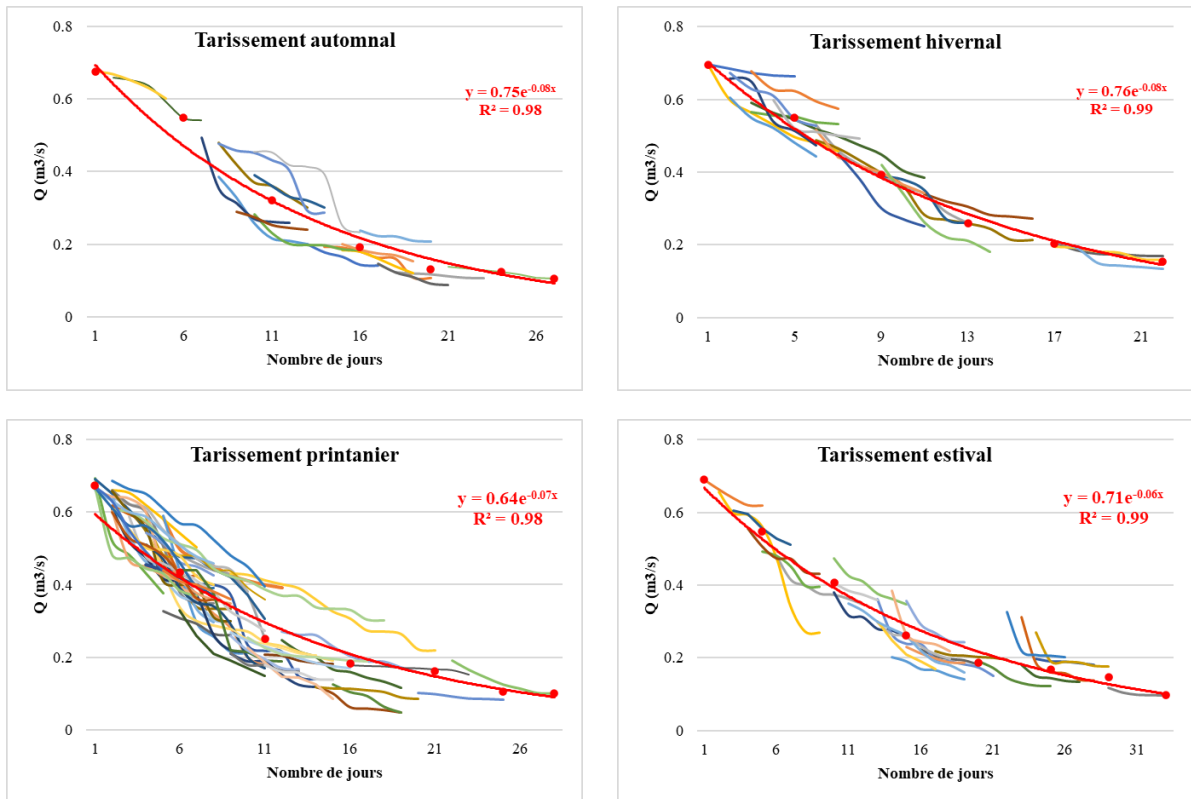 Tarissement automnal
y = 0.75e^-0.08x
R² = 0.98
Q (m3/s)
0.8
0.6
0.4
0.2
0
1 6 11 16 21 26
Nombre de jours
Tarissement hivernal
y = 0.76e^-0.08x
R² = 0.99
Q (m3/s)
0.8
0.6
0.4
0.2
0
1 5 9 13 17 21
Nombre de jours
Tarissement printanier
y = 0.64e^-0.07x
R² = 0.98
Q (m3/s)
0.8
0.6
0.4
0.2
0
1 6 11 16 21 26
Nombre de jours
Tarissement estival
y = 0.71e^-0.06x
R² = 0.99
Q (m3/s)
0.8
0.6
0.4
0.2
0
1 6 11 16 21 26 31
Nombre de jours